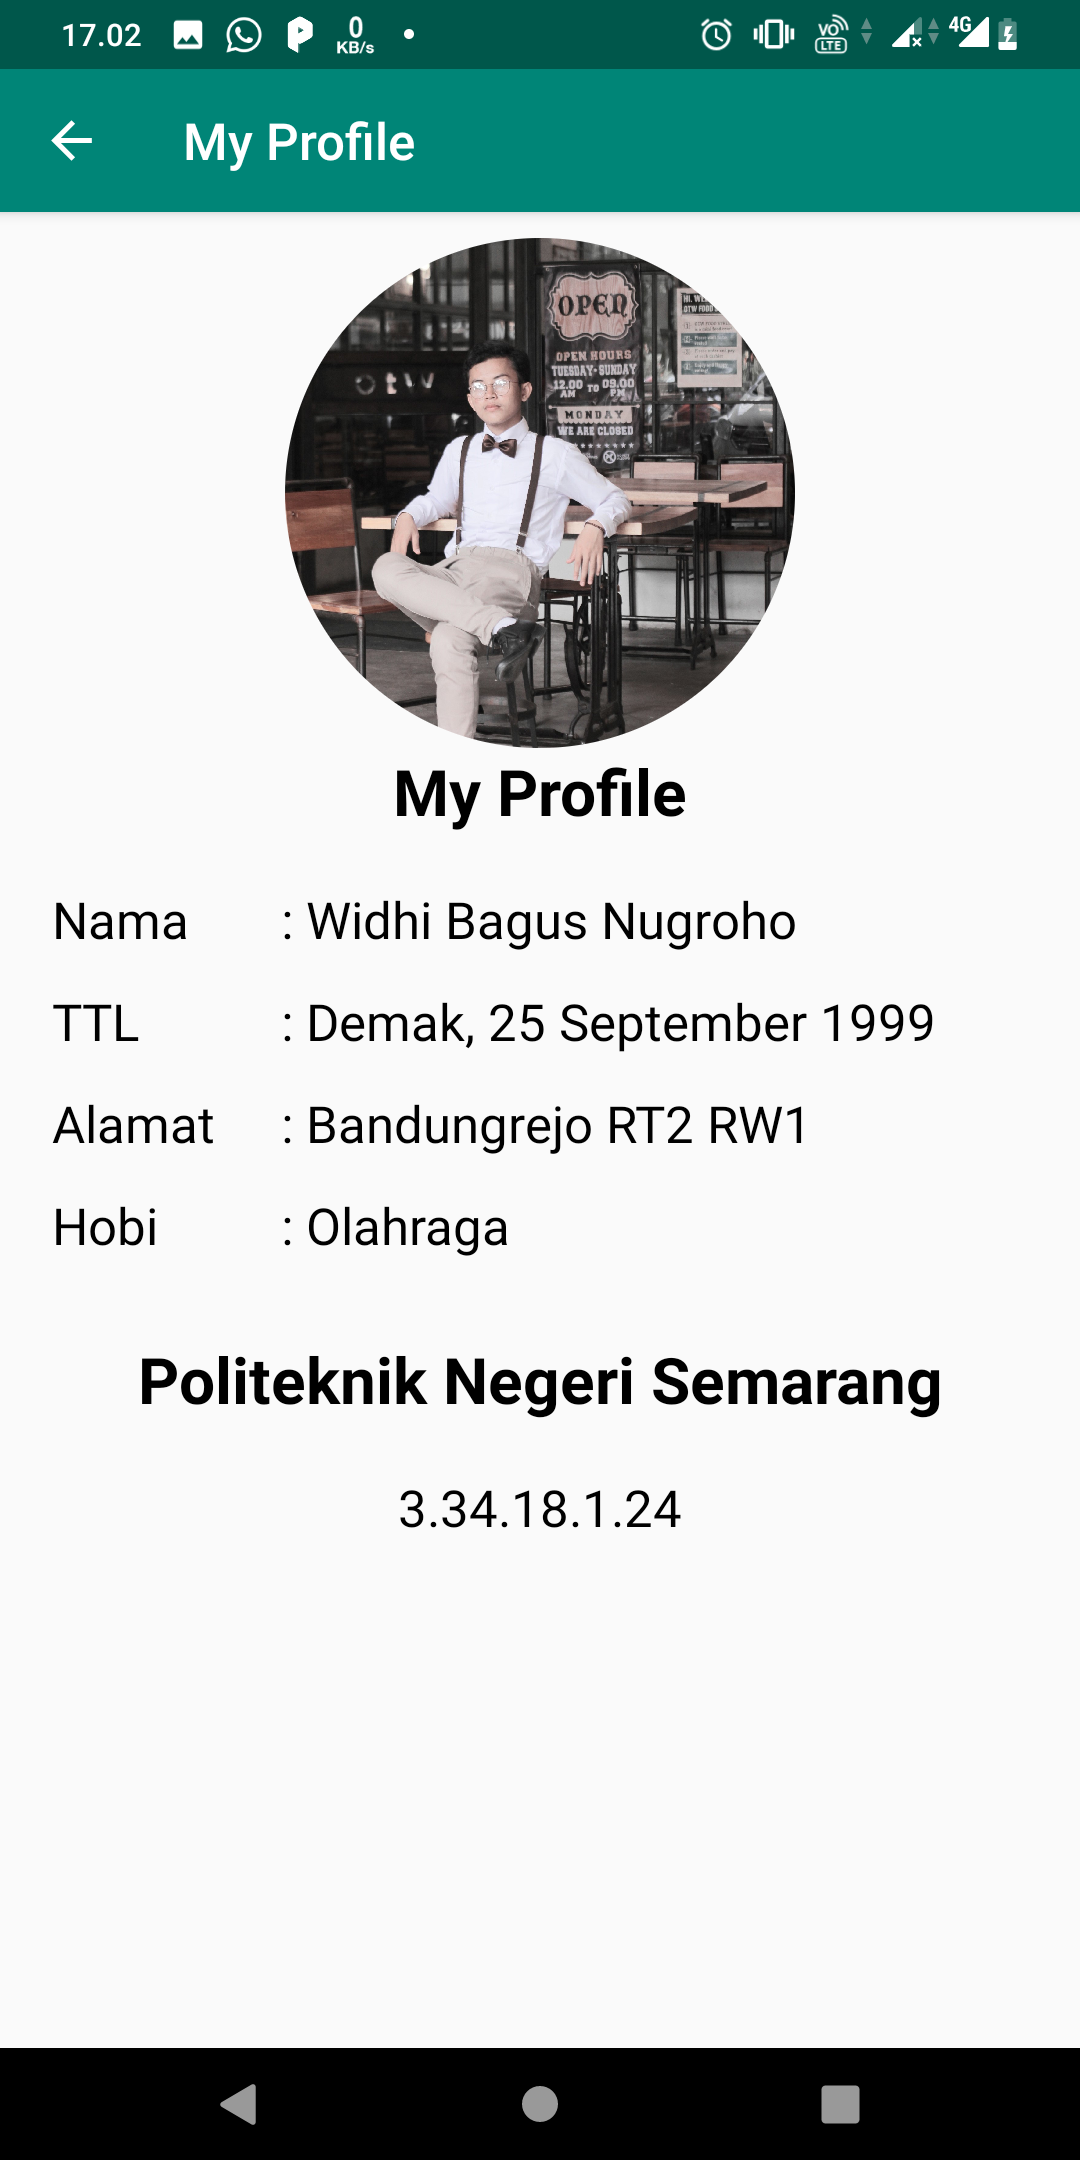 17.02
0
KB/s
VO
LTE
4G
My Profile
OPEN
OPEN HOURS
TUESDAY-SUNDAY
12.00 AM TO 09.00 PM
MONDAY
WE ARE CLOSED
otw
My Profile
Nama : Widhi Bagus Nugroho
TTL : Demak, 25 September 1999
Alamat : Bandungrejo RT2 RW1
Hobi : Olahraga
Politeknik Negeri Semarang
3.34.18.1.24